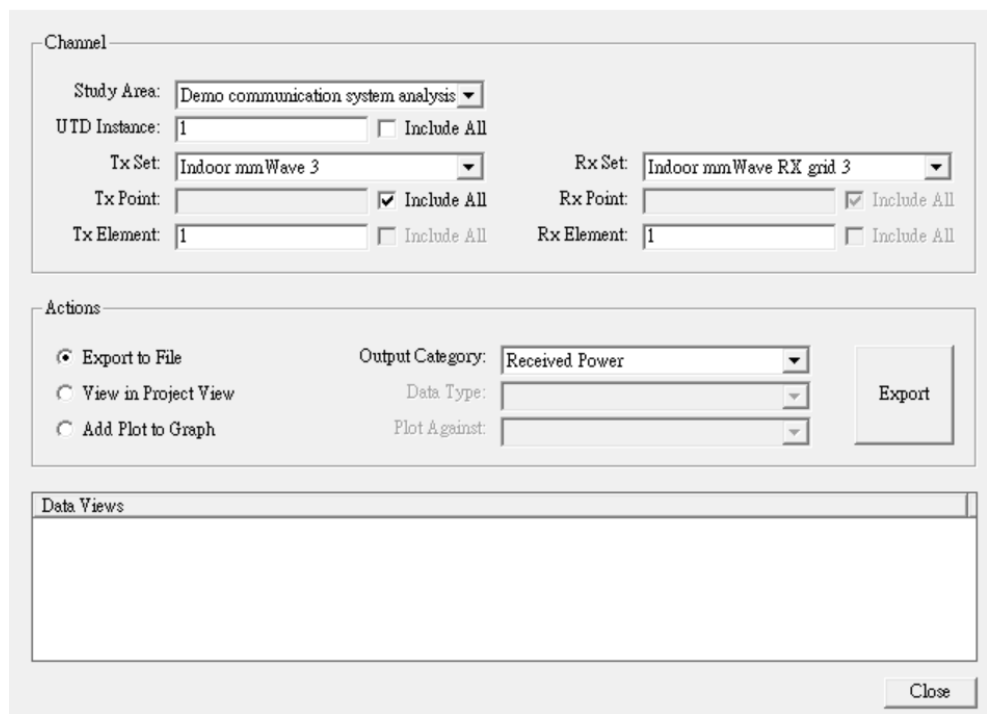 Channel
Study Area: Demo communication system analysis
UTD Instance: 1 Include All
Tx Set: Indoor mmWave 3 Rx Set: Indoor mmWave RX grid 3
Tx Point: Include All Rx Point: Include All
Tx Element: 1 Include All Rx Element: 1 Include All
Actions
Export to File Output Category: Received Power
View in Project View Data Type: Export
Add Plot to Graph Plot Against:
Data Views
Close